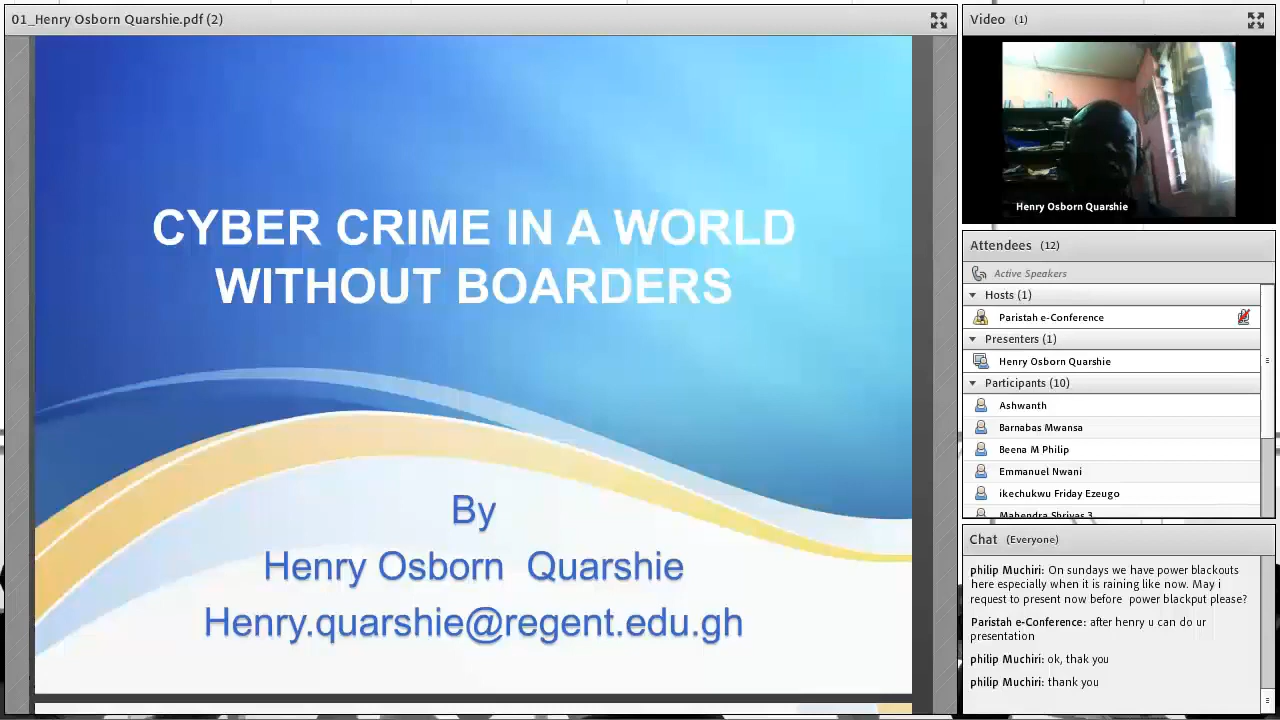 01_Henry Osborn Quarshie.pdf (2)
CYBER CRIME IN A WORLD
WITHOUT BOARDERS
By
Henry Osborn Quarshie
Henry.quarshie@regent.edu.gh
Video (1)
Henry Osborn Quarshie
Attendees (12)
Active Speakers
Hosts (1)
Paristah e-Conference
Presenters (1)
Henry Osborn Quarshie
Participants (10)
Ashwanth
Barnabas Mwansa
Beena M Philip
Emmanuel Nwani
ikechukwu Friday Ezeugo
Mahendra Shrivas 3
Chat (Everyone)
philip Muchiri: On sundays we have power blackouts
here especially when it is raining like now. May i
request to present now before power blackput please?
Paristah e-Conference: after henry u can do ur
presentation
philip Muchiri: ok, thak you
philip Muchiri: thank you